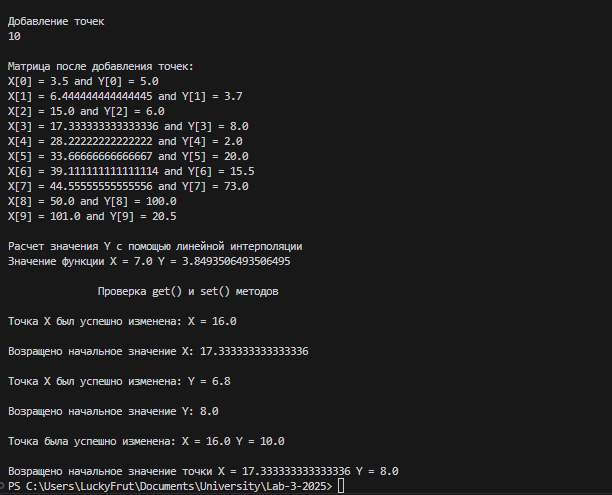 Добавление точек
10
Матрица после добавления точек:
X[0] = 3.5 and Y[0] = 5.0
X[1] = 6.444444444444445 and Y[1] = 3.7
X[2] = 15.0 and Y[2] = 6.0
X[3] = 17.333333333333336 and Y[3] = 8.0
X[4] = 28.22222222222222 and Y[4] = 2.0
X[5] = 33.66666666666667 and Y[5] = 20.0
X[6] = 39.111111111111114 and Y[6] = 15.5
X[7] = 44.55555555555556 and Y[7] = 73.0
X[8] = 50.0 and Y[8] = 100.0
X[9] = 101.0 and Y[9] = 20.5
Расчет значения Y с помощью линейной интерполяции
Значение функции X = 7.0 Y = 3.8493506493506495
Проверка get() и set() методов
Точка X был успешно изменена: X = 16.0
Возращено начальное значение X: 17.333333333333336
Точка X был успешно изменена: Y = 6.8
Возращено начальное значение Y: 8.0
Точка была успешно изменена: X = 16.0 Y = 10.0
Возращено начальное значение точки X = 17.333333333333336 Y = 8.0
PS C:\Users\LuckyFrut\Documents\University\Lab-3-2025>